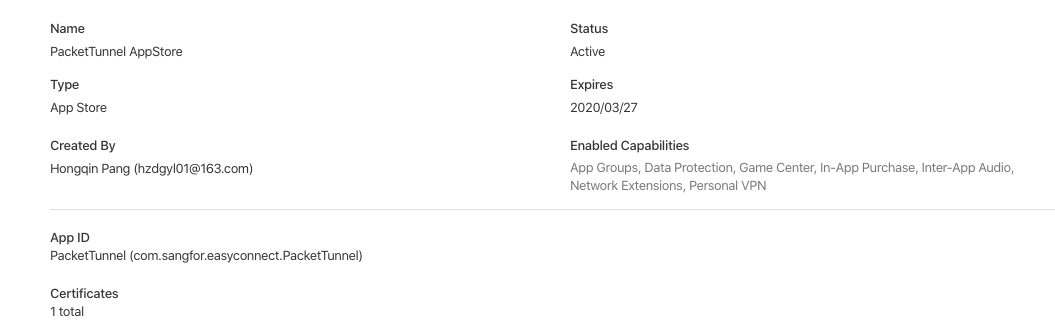 Name
PacketTunnel AppStore
Status
Active
Type
App Store
Expires
2020/03/27
Created By
Hongqin Pang (hzdgyl01@163.com)
Enabled Capabilities
App Groups, Data Protection, Game Center, In-App Purchase, Inter-App Audio,
Network Extensions, Personal VPN
App ID
PacketTunnel (com.sangfor.easyconnect.PacketTunnel)
Certificates
1 total